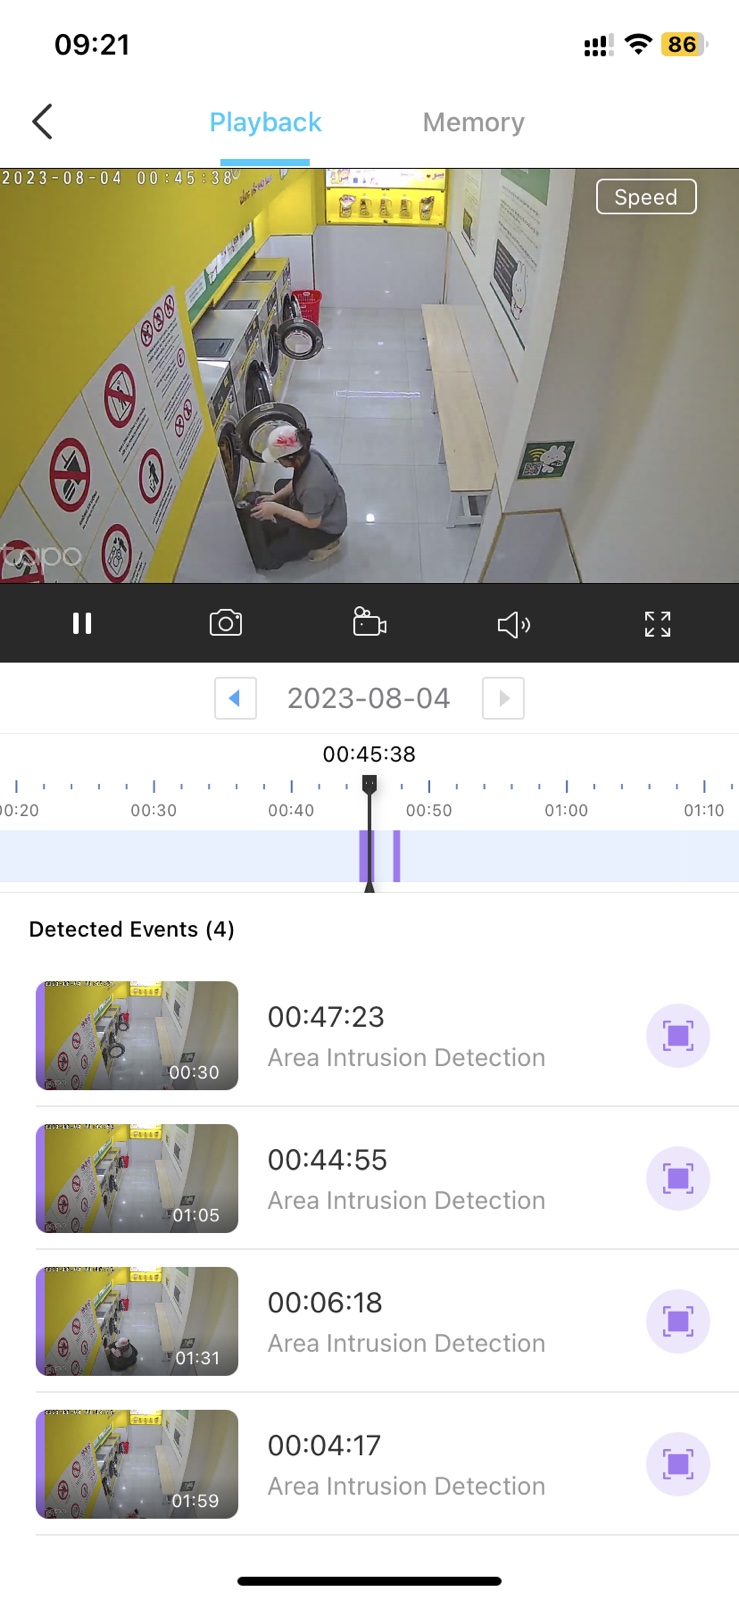 09:21
86
Playback
Memory
2023-08-04 00:45:38
Speed
tapo
2023-08-04
00:45:38
00:20
00:30
00:40
00:50
01:00
01:10
Detected Events (4)
00:47:23
Area Intrusion Detection
00:30
00:44:55
Area Intrusion Detection
01:05
00:06:18
Area Intrusion Detection
01:31
00:04:17
Area Intrusion Detection
01:59